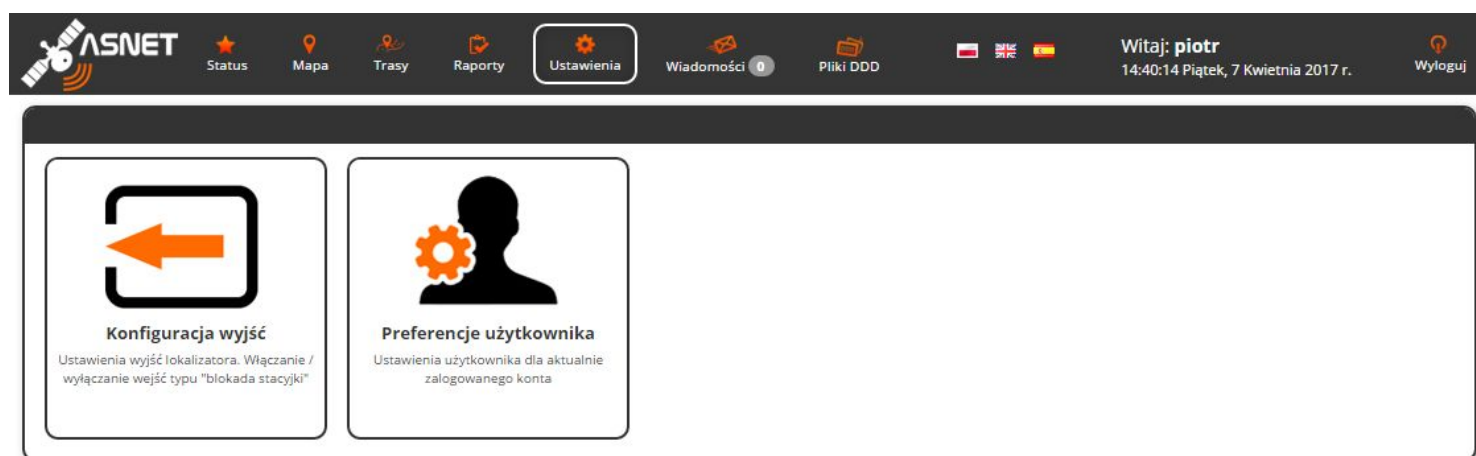 ASNET
Status
Mapa
Trasy
Raporty
Ustawienia
Wiadomości 0
Pliki DDD
Witaj: piotr
14:40:14 Piątek, 7 Kwietnia 2017 r.
Wyloguj
Konfiguracja wyjść
Ustawienia wyjść lokalizatora. Włączanie /
wyłączanie wejść typu "blokada stacyjki"
Preferencje użytkownika
Ustawienia użytkownika dla aktualnie
zalogowanego konta